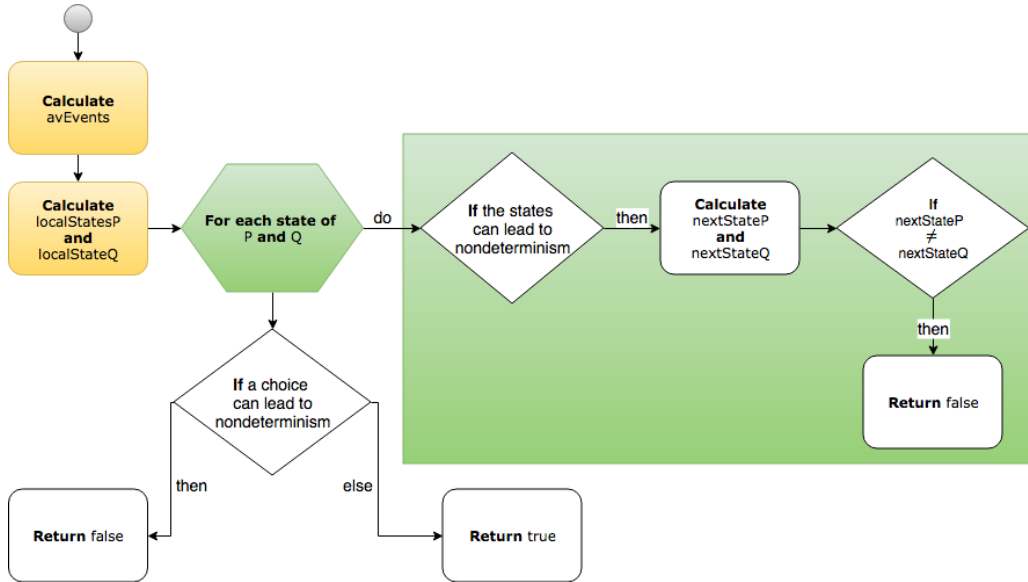 Calculate
avEvents
Calculate
localStatesP
and
localStateQ
For each state of
P and Q
do
If the states
can lead to
nondeterminism
then
Calculate
nextStateP
and
nextStateQ
If
nextStateP
≠
nextStateQ
then
Return false
If a choice
can lead to
nondeterminism
then
else
Return false
Return true